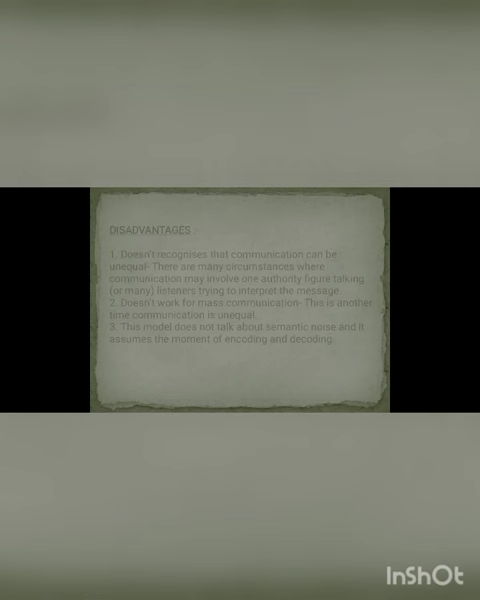 DISADVANTAGES :
1. Doesn't recognises that communication can be
unequal- There are many circumstances where
communication may involve one authority figure talking
(or many) listeners trying to interpret the message.
2. Doesn't work for mass communication- This is another
time communication is unequal.
3. This model does not talk about semantic noise and it
assumes the moment of encoding and decoding.
InShOt